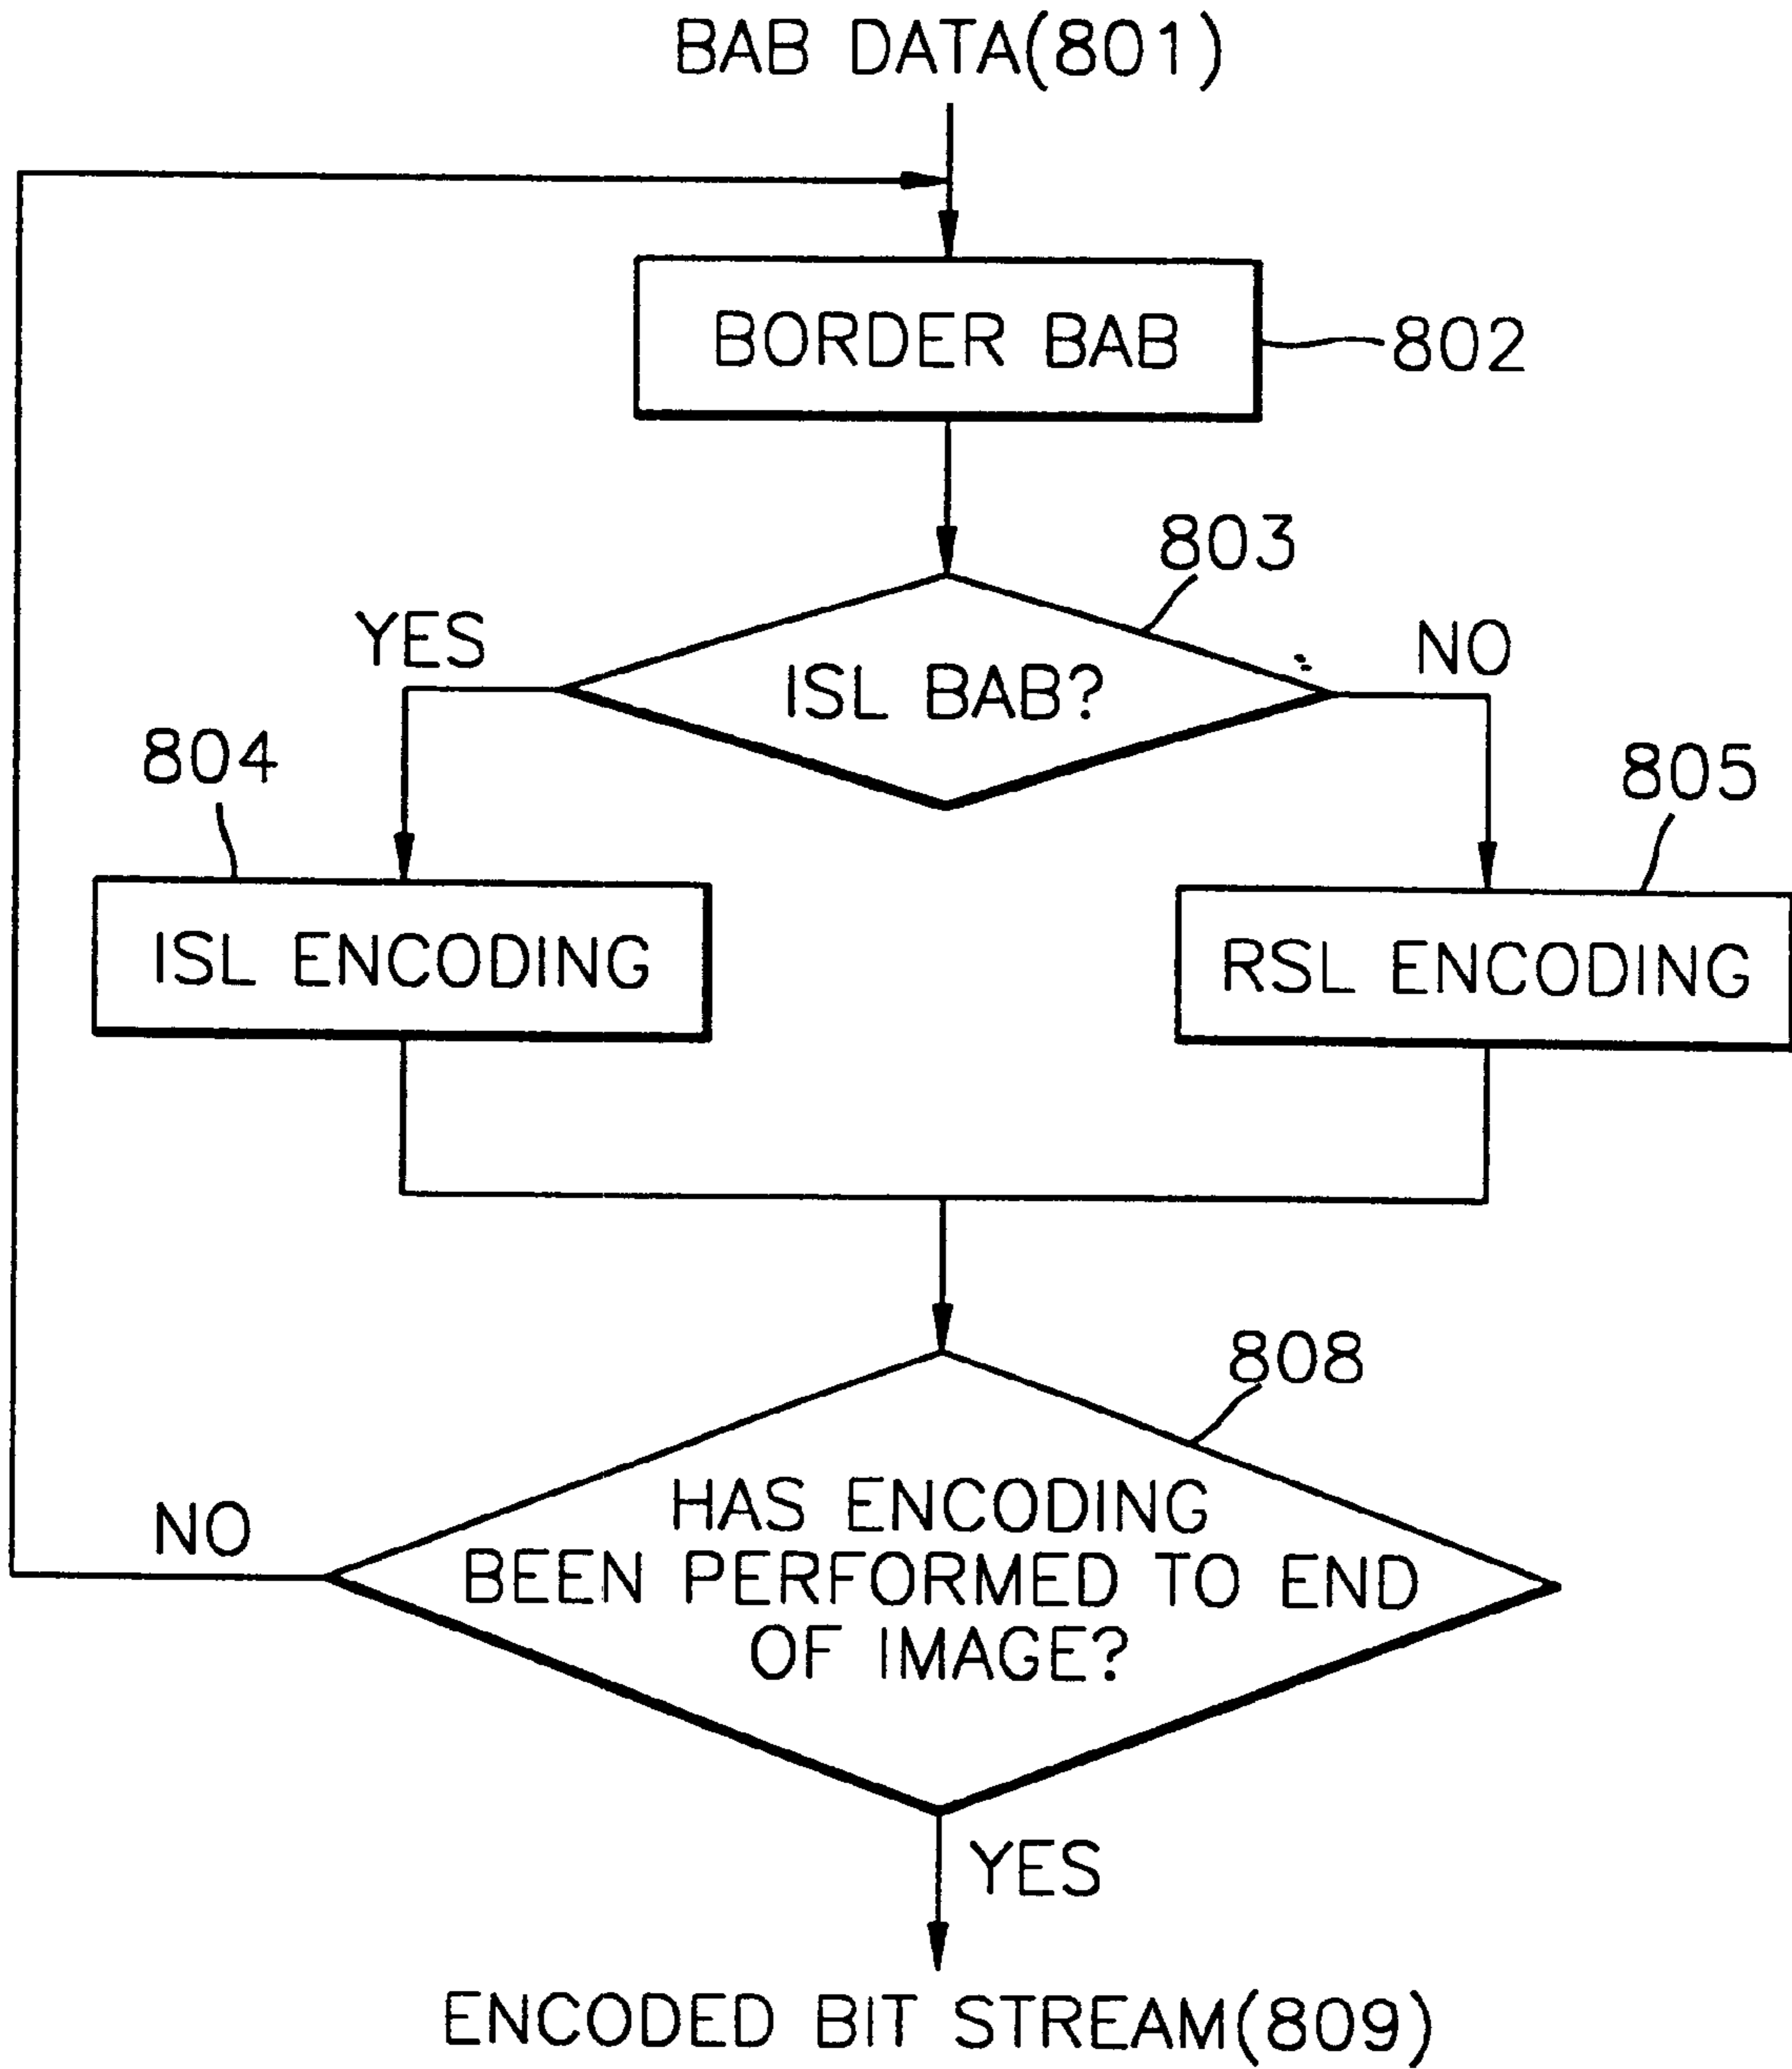 BAB DATA(801)
BORDER BAB
802
803
YES
NO
ISL BAB?
804
805
ISL ENCODING
RSL ENCODING
808
HAS ENCODING
BEEN PERFORMED TO END
OF IMAGE?
NO
YES
ENCODED BIT STREAM(809)